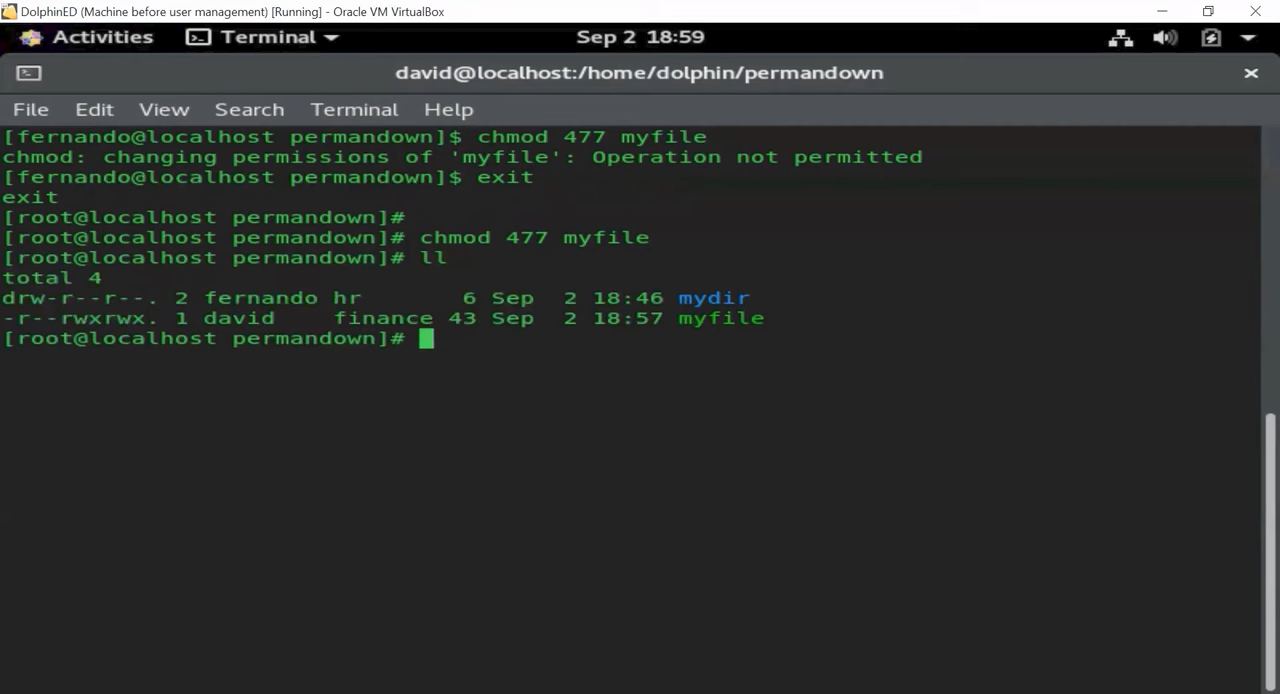 DolphinED (Machine before user management) [Running] - Oracle VM VirtualBox
Activities Terminal Sep 2 18:59
david@localhost:/home/dolphin/permandown
File Edit View Search Terminal Help
[fernando@localhost permandown]$ chmod 477 myfile
chmod: changing permissions of 'myfile': Operation not permitted
[fernando@localhost permandown]$ exit
exit
[root@localhost permandown]#
[root@localhost permandown]# chmod 477 myfile
[root@localhost permandown]# ll
total 4
drw-r--r--. 2 fernando hr 6 Sep 2 18:46 mydir
-r--rwxrwx. 1 david finance 43 Sep 2 18:57 myfile
[root@localhost permandown]#